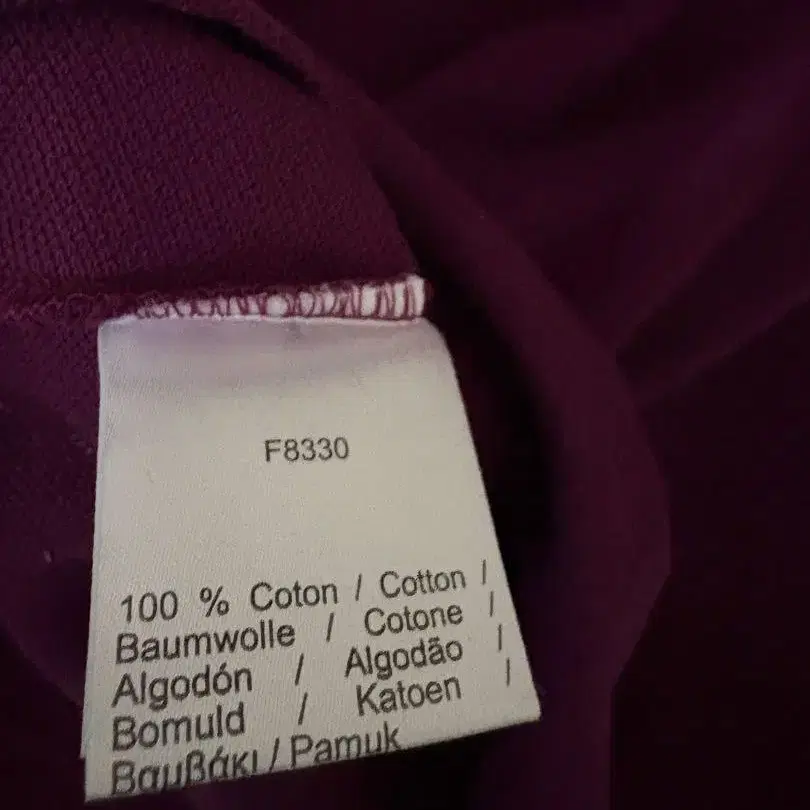 F8330
100 % Coton / Cotton /
Baumwolle / Cotone /
Algodón / Algodão /
Bomuld / Katoen /
Βαμβάκι / Pamuk